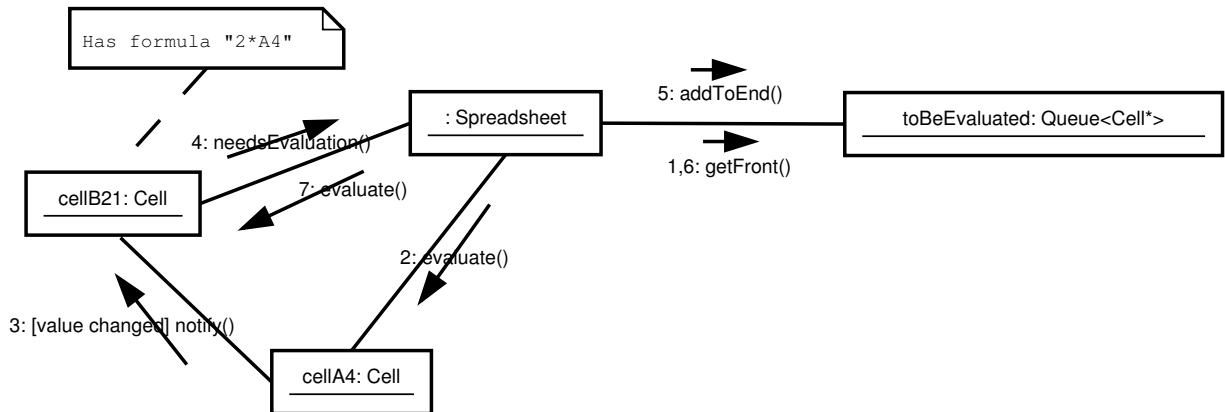 Has formula "2*A4"
5: addToEnd()
: Spreadsheet
toBeEvaluated: Queue<Cell*>
4: needsEvaluation()
1,6: getFront()
7: evaluate()
cellB21: Cell
2: evaluate()
3: [value changed] notify()
cellA4: Cell